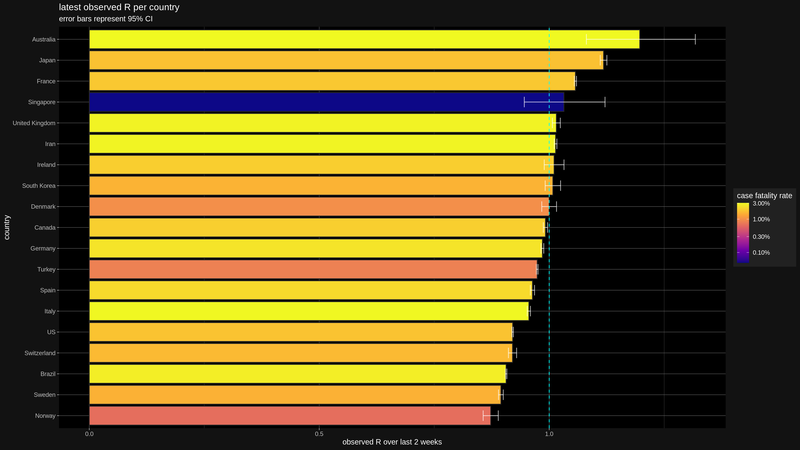 latest observed R per country
error bars represent 95% CI
Australia
Japan
France
Singapore
United Kingdom
Iran
Ireland
South Korea
Denmark
Canada
Germany
Turkey
Spain
Italy
US
Switzerland
Brazil
Sweden
Norway
country
0.0
0.5
1.0
observed R over last 2 weeks
case fatality rate
3.00%
1.00%
0.30%
0.10%